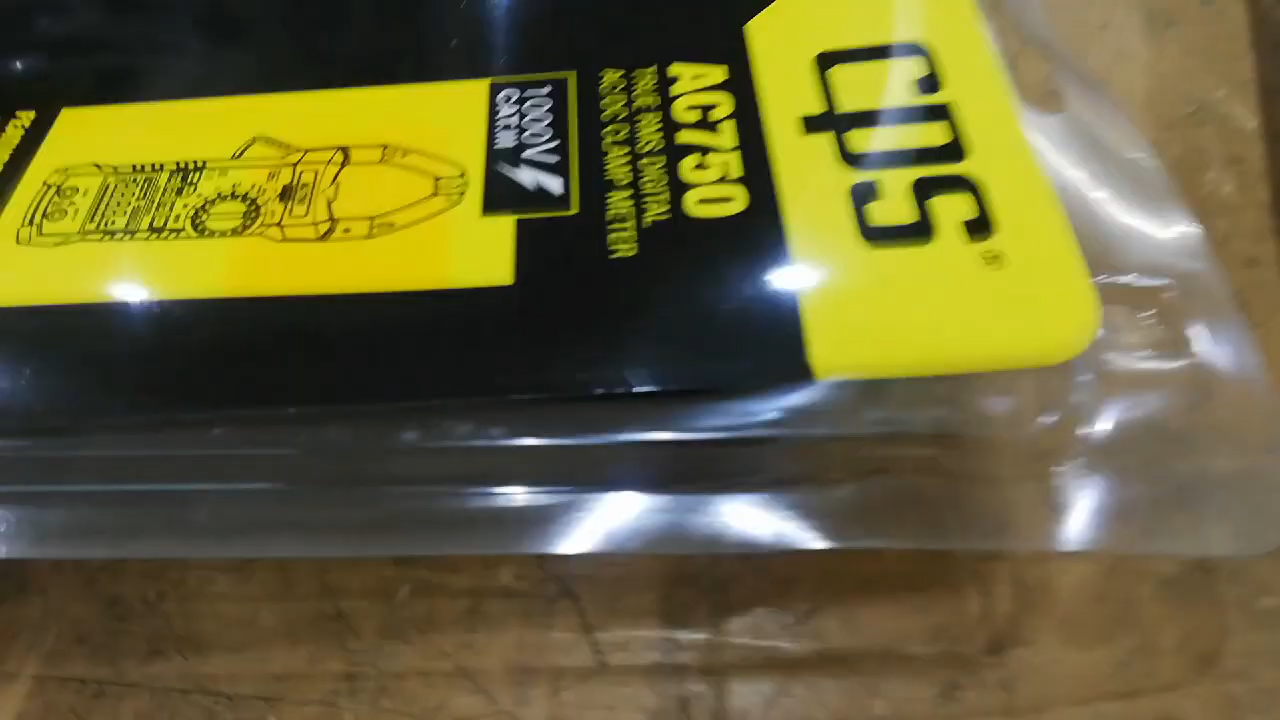 CPS®
AC750
TRUE RMS DIGITAL
AC/DC CLAMP METER
1000V
CAT.III